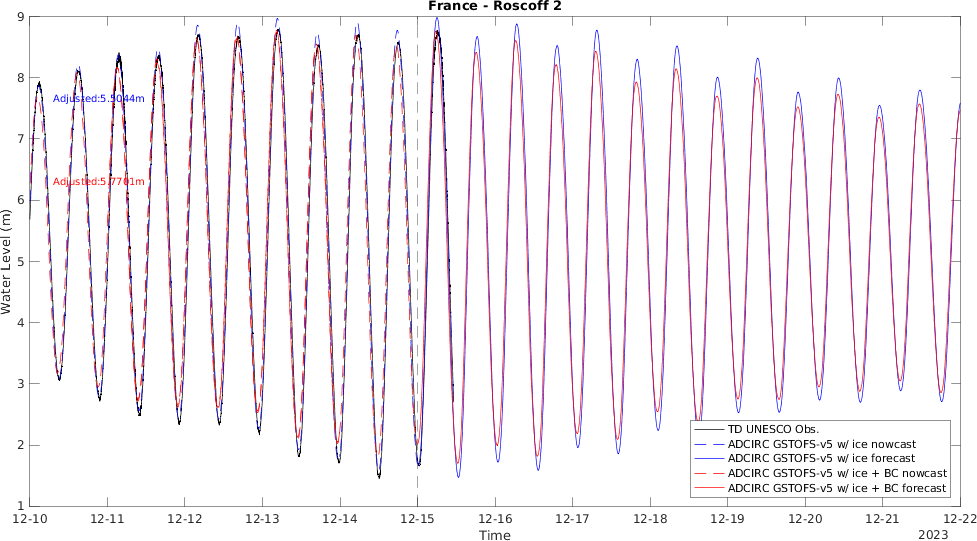 France - Roscoff 2
9
8
7
6
5
4
3
2
1
Water Level (m)
Adjusted:5.5044m
Adjusted:5.7701m
TD UNESCO Obs.
ADCIRC GSTOFS-v5 w/ ice nowcast
ADCIRC GSTOFS-v5 w/ ice forecast
ADCIRC GSTOFS-v5 w/ ice + BC nowcast
ADCIRC GSTOFS-v5 w/ ice + BC forecast
12-10 12-11 12-12 12-13 12-14 12-15 12-16 12-17 12-18 12-19 12-20 12-21 12-22
Time
2023